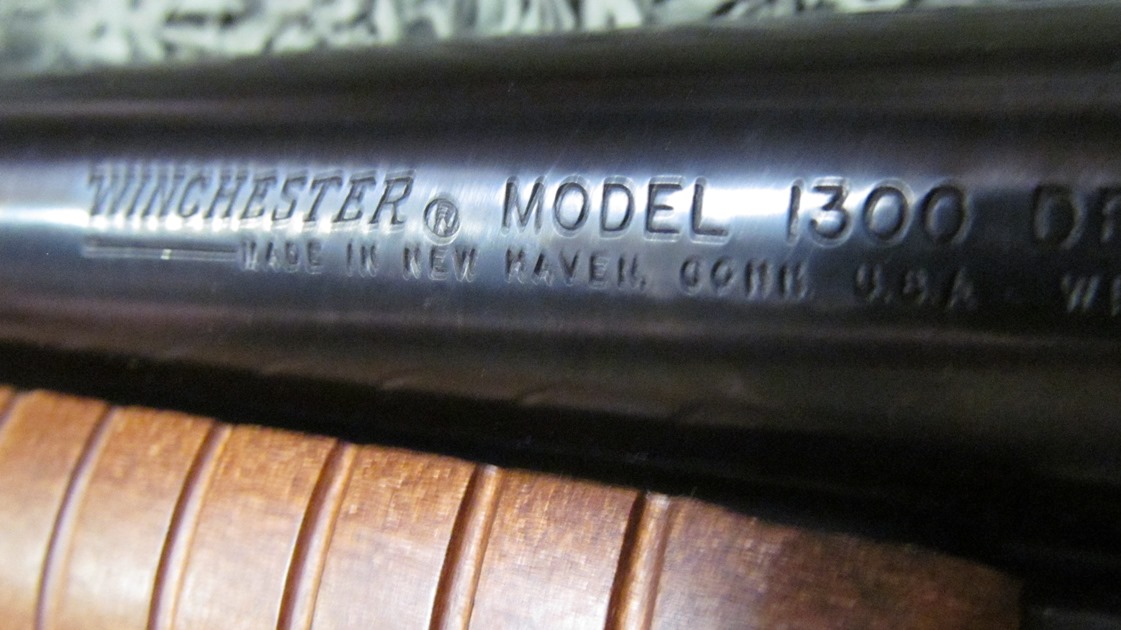 WINCHESTER® MODEL 1300
MADE IN NEW HAVEN, CONN. U.S.A.